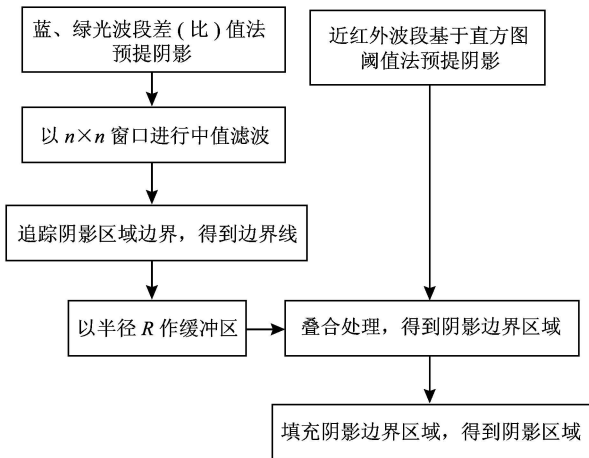 蓝、绿光波段差(比)值法
预提阴影
近红外波段基于直方图
阈值法预提阴影
以 n×n 窗口进行中值滤波
追踪阴影区域边界，得到边界线
以半径 R 作缓冲区
叠合处理，得到阴影边界区域
填充阴影边界区域，得到阴影区域